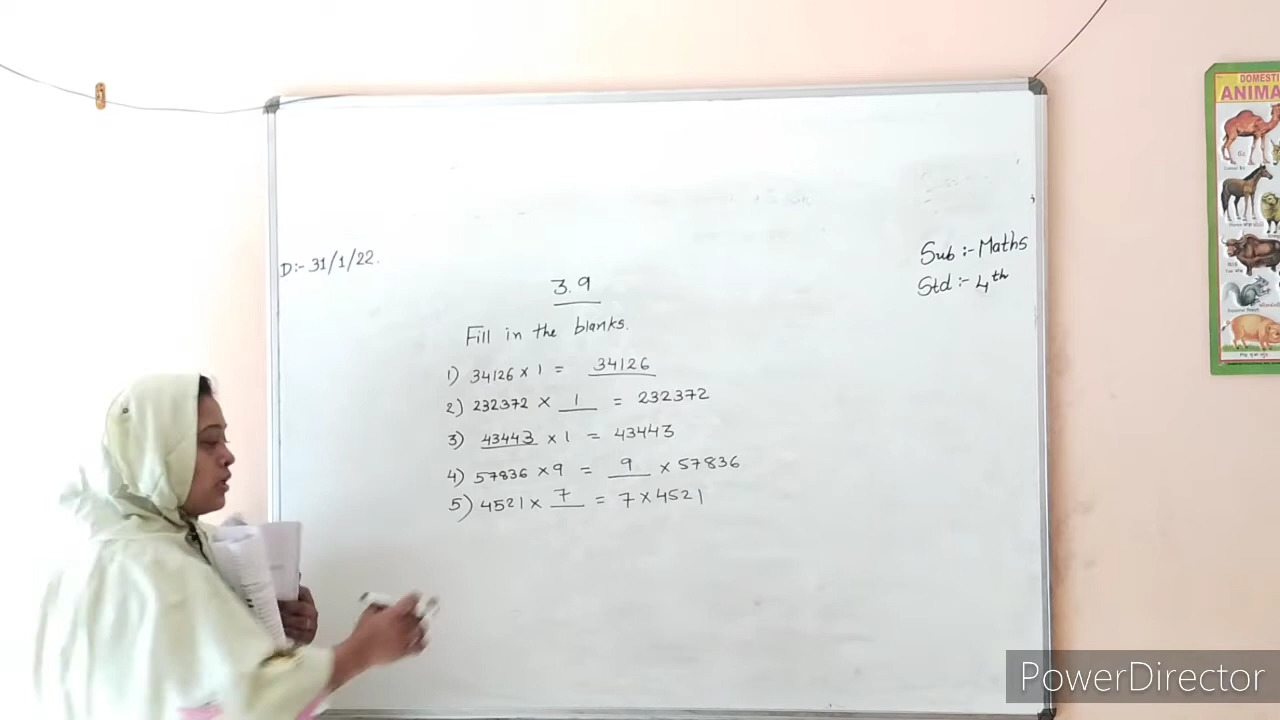 DOMESTI
ANIMA
D:- 31/1/22.
Sub :- Maths
Std :- 4th
3.9
Fill in the blanks.
1) 34126 × 1 = 34126
2) 232372 × 1 = 232372
3) 43443 × 1 = 43443
4) 57836 × 9 = 9 × 57836
5) 4521 × 7 = 7 × 4521
PowerDirector